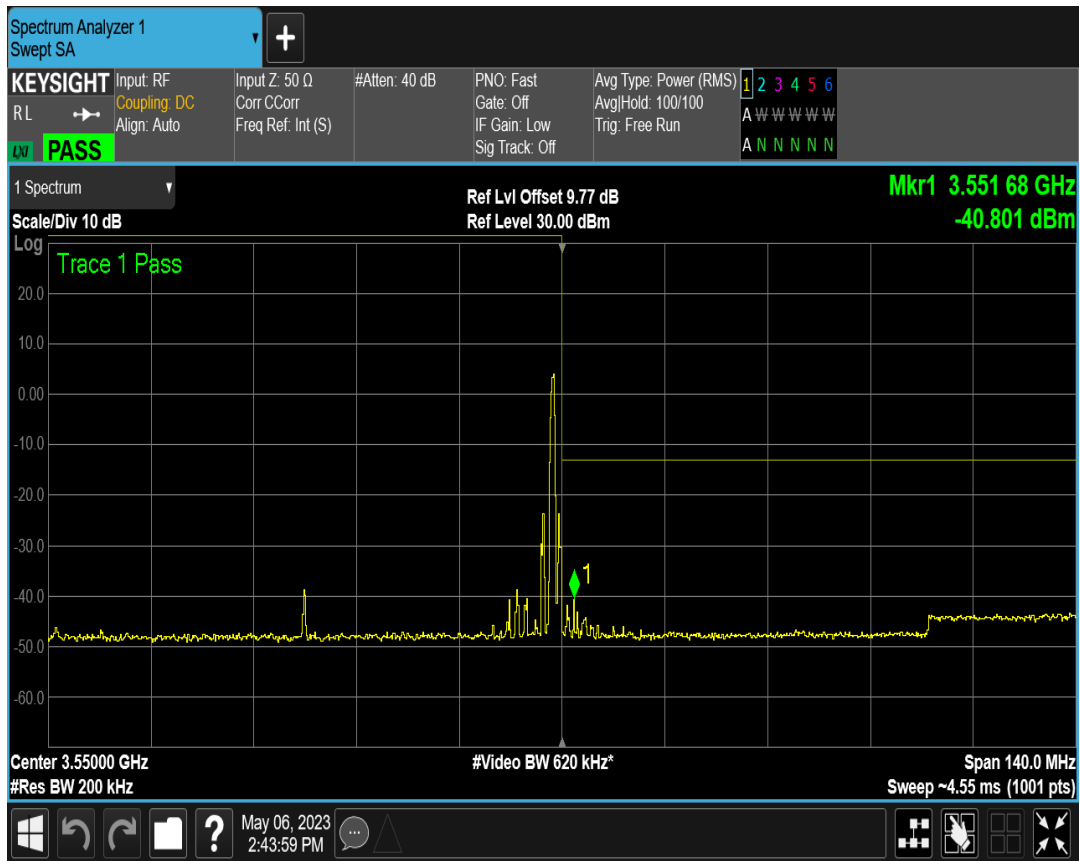 Spectrum Analyzer 1
Swept SA
+
KEYSIGHT
RL
LXI PASS
Input: RF
Coupling: DC
Align: Auto
Input Z: 50 Ω
Corr CCorr
Freq Ref: Int (S)
#Atten: 40 dB
PNO: Fast
Gate: Off
IF Gain: Low
Sig Track: Off
Avg Type: Power (RMS)
Avg|Hold: 100/100
Trig: Free Run
1 2 3 4 5 6
A W W W W W
A N N N N N
1 Spectrum
Scale/Div 10 dB
Ref Lvl Offset 9.77 dB
Ref Level 30.00 dBm
Mkr1 3.551 68 GHz
-40.801 dBm
Log
Trace 1 Pass
20.0
10.0
0.00
-10.0
-20.0
-30.0
1
-40.0
-50.0
-60.0
Center 3.55000 GHz
#Res BW 200 kHz
#Video BW 620 kHz*
Span 140.0 MHz
Sweep ~4.55 ms (1001 pts)
?
May 06, 2023
2:43:59 PM